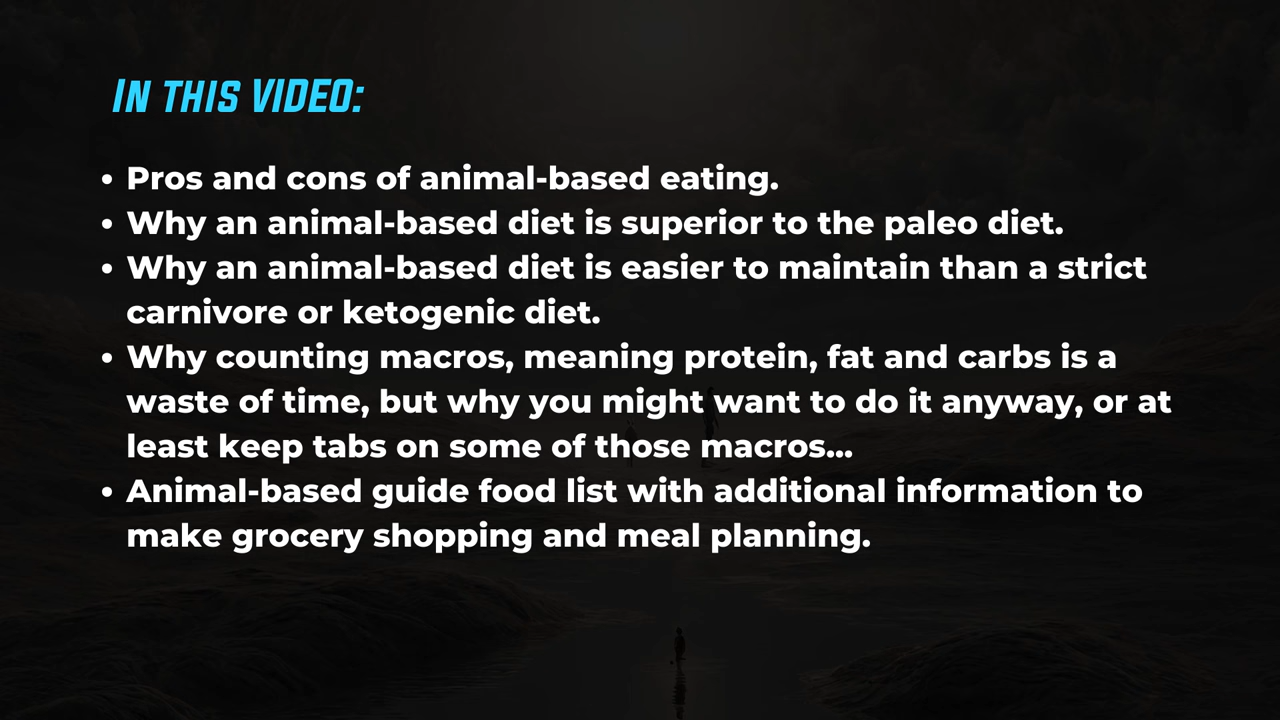 IN THIS VIDEO:
• Pros and cons of animal-based eating.
• Why an animal-based diet is superior to the paleo diet.
• Why an animal-based diet is easier to maintain than a strict
carnivore or ketogenic diet.
• Why counting macros, meaning protein, fat and carbs is a
waste of time, but why you might want to do it anyway, or at
least keep tabs on some of those macros...
• Animal-based guide food list with additional information to
make grocery shopping and meal planning.